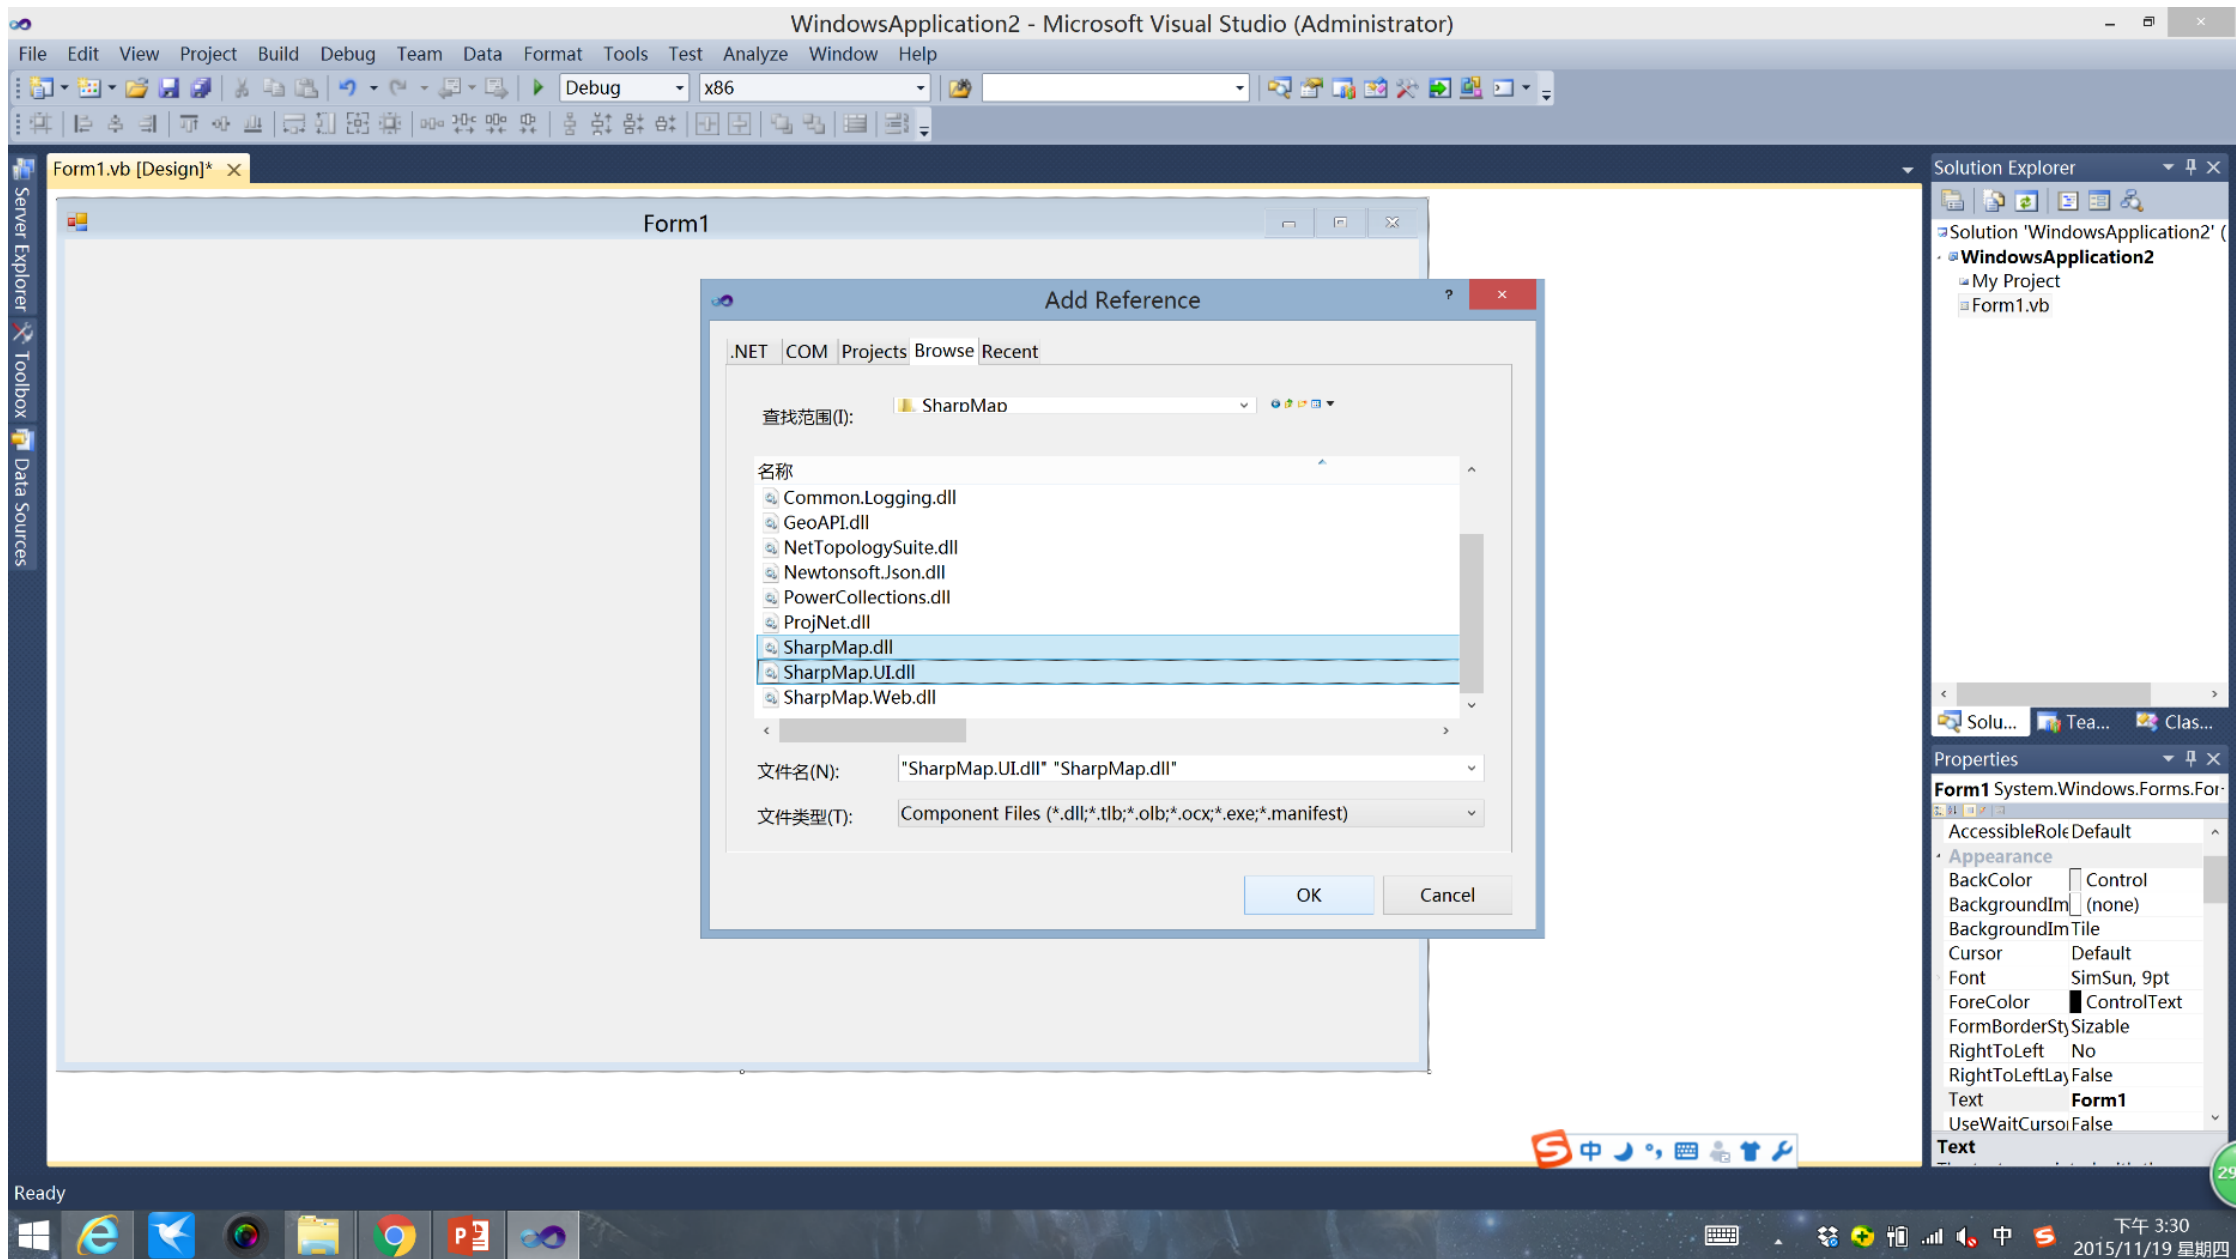 WindowsApplication2 - Microsoft Visual Studio (Administrator)
File Edit View Project Build Debug Team Data Format Tools Test Analyze Window Help
Debug x86
Server Explorer
Toolbox
Data Sources
Form1.vb [Design]*
Form1
Add Reference
.NET COM Projects Browse Recent
查找范围(I): SharpMap
名称
Common.Logging.dll
GeoAPI.dll
NetTopologySuite.dll
Newtonsoft.Json.dll
PowerCollections.dll
ProjNet.dll
SharpMap.dll
SharpMap.UI.dll
SharpMap.Web.dll
文件名(N): "SharpMap.UI.dll" "SharpMap.dll"
文件类型(T): Component Files (*.dll;*.tlb;*.olb;*.ocx;*.exe;*.manifest)
OK Cancel
Solution Explorer
Solution 'WindowsApplication2' (
WindowsApplication2
My Project
Form1.vb
Solu... Tea... Clas...
Properties
Form1 System.Windows.Forms.For
AccessibleRole Default
Appearance
BackColor Control
BackgroundIm (none)
BackgroundIm Tile
Cursor Default
Font SimSun, 9pt
ForeColor ControlText
FormBorderSty Sizable
RightToLeft No
RightToLeftLay False
Text Form1
UseWaitCursor False
Text
中
29
Ready
中
下午 3:30
2015/11/19 星期四